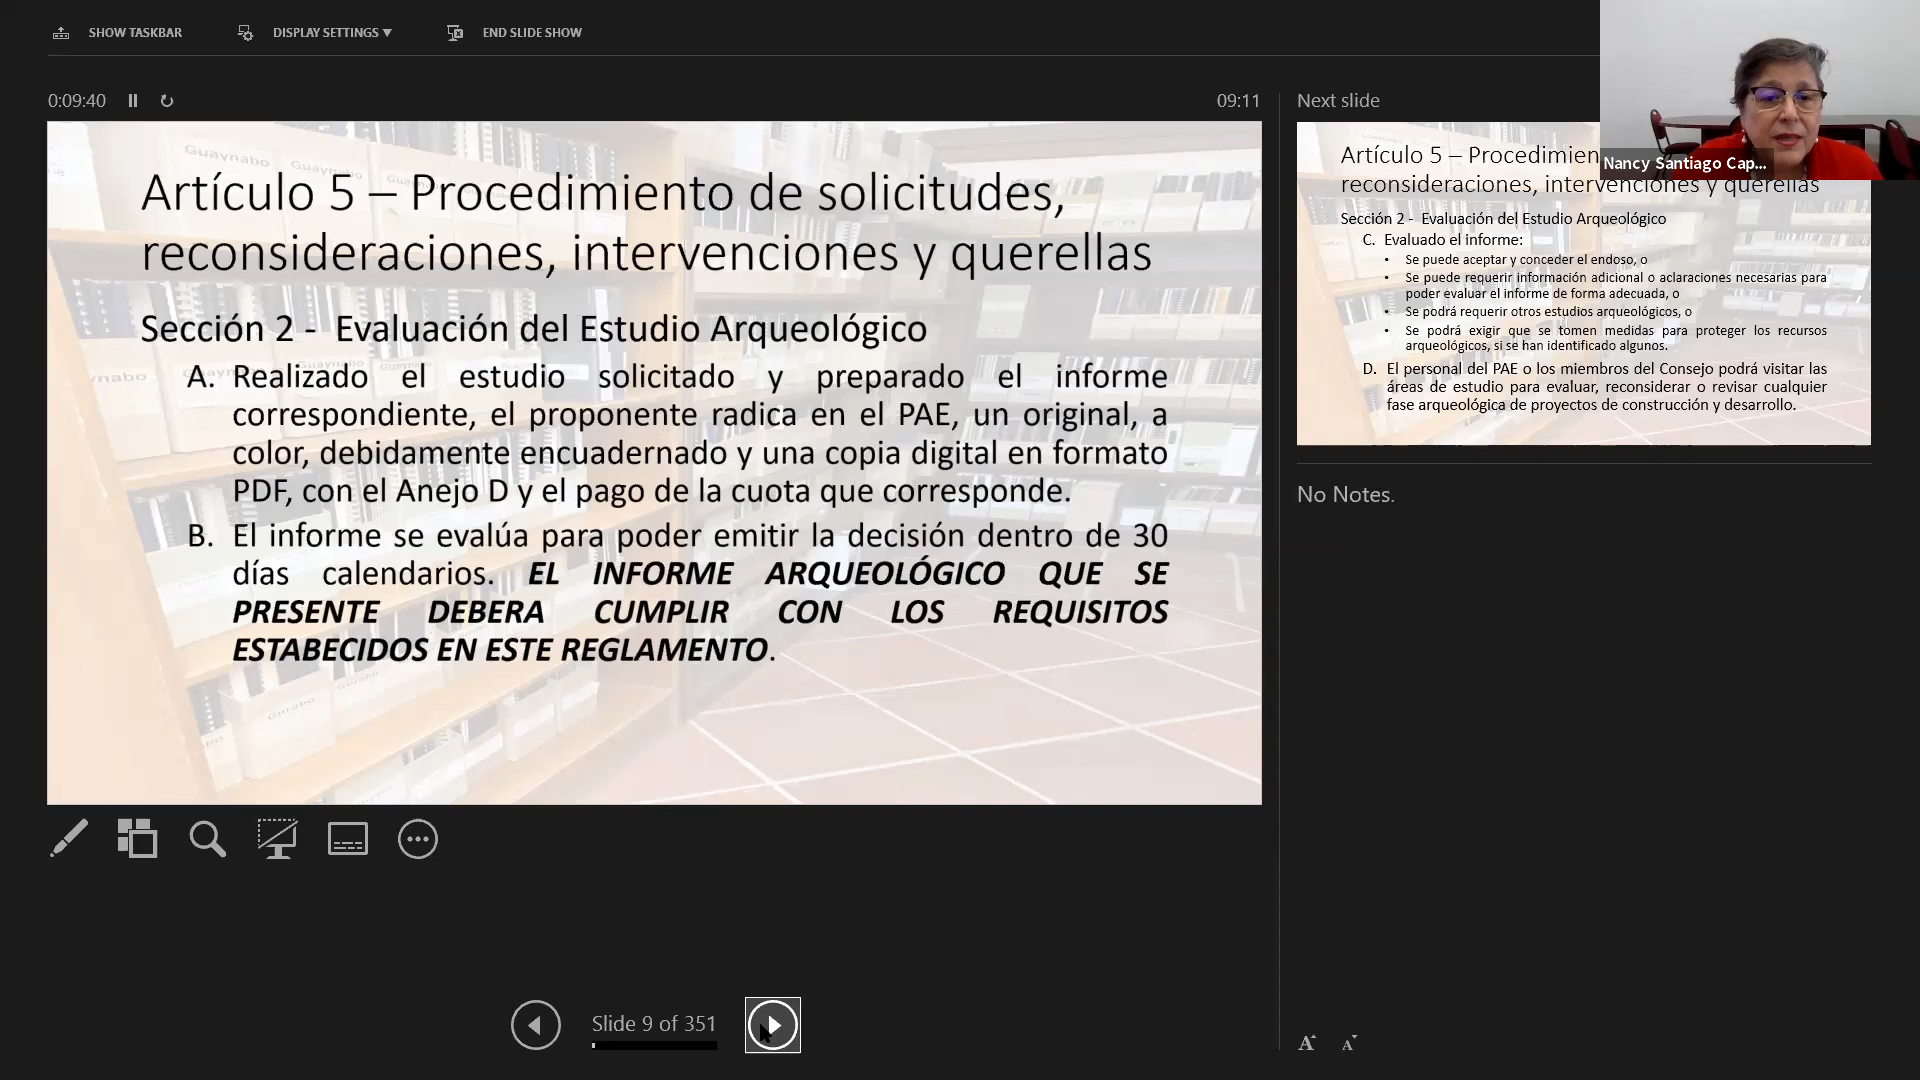 SHOW TASKBAR DISPLAY SETTINGS ▼ END SLIDE SHOW
0:09:40
09:11
Artículo 5 – Procedimiento de solicitudes,
reconsideraciones, intervenciones y querellas
Sección 2 - Evaluación del Estudio Arqueológico
A. Realizado el estudio solicitado y preparado el informe
correspondiente, el proponente radica en el PAE, un original, a
color, debidamente encuadernado y una copia digital en formato
PDF, con el Anejo D y el pago de la cuota que corresponde.
B. El informe se evalúa para poder emitir la decisión dentro de 30
días calendarios. EL INFORME ARQUEOLÓGICO QUE SE
PRESENTE DEBERA CUMPLIR CON LOS REQUISITOS
ESTABECIDOS EN ESTE REGLAMENTO.
Guaynabo
Guaynabo
Gurabo
Gurabo
Slide 9 of 351
Next slide
Nancy Santiago Cap...
Artículo 5 –
reconsideraciones, intervenciones y querellas
Sección 2 - Evaluación del Estudio Arqueológico
C. Evaluado el informe:
• Se puede aceptar y conceder el endoso, o
• Se puede requerir información adicional o aclaraciones necesarias para
poder evaluar el informe de forma adecuada, o
• Se podrá requerir otros estudios arqueológicos, o
• Se podrá exigir que se tomen medidas para proteger los recursos
arqueológicos, si se han identificado algunos.
D. El personal del PAE o los miembros del Consejo podrá visitar las
áreas de estudio para evaluar, reconsiderar o revisar cualquier
fase arqueológica de proyectos de construcción y desarrollo.
No Notes.
A A